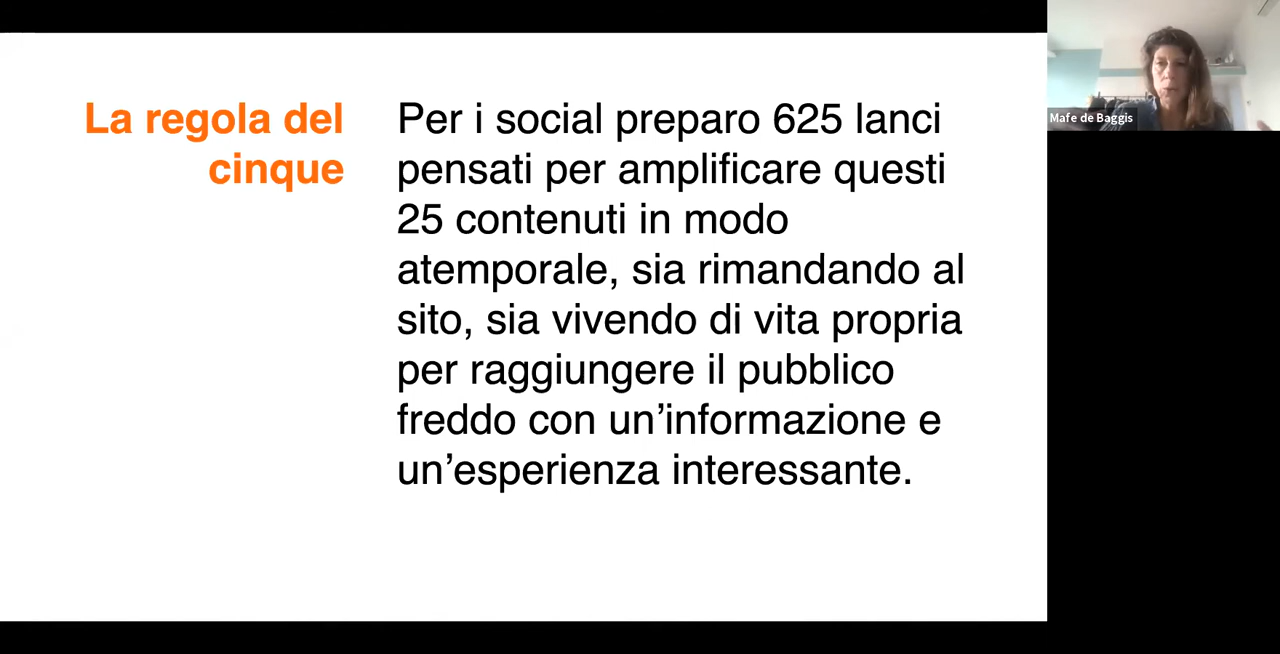 La regola del
cinque
Per i social preparo 625 lanci
pensati per amplificare questi
25 contenuti in modo
atemporale, sia rimandando al
sito, sia vivendo di vita propria
per raggiungere il pubblico
freddo con un’informazione e
un’esperienza interessante.
Mafe de Baggis